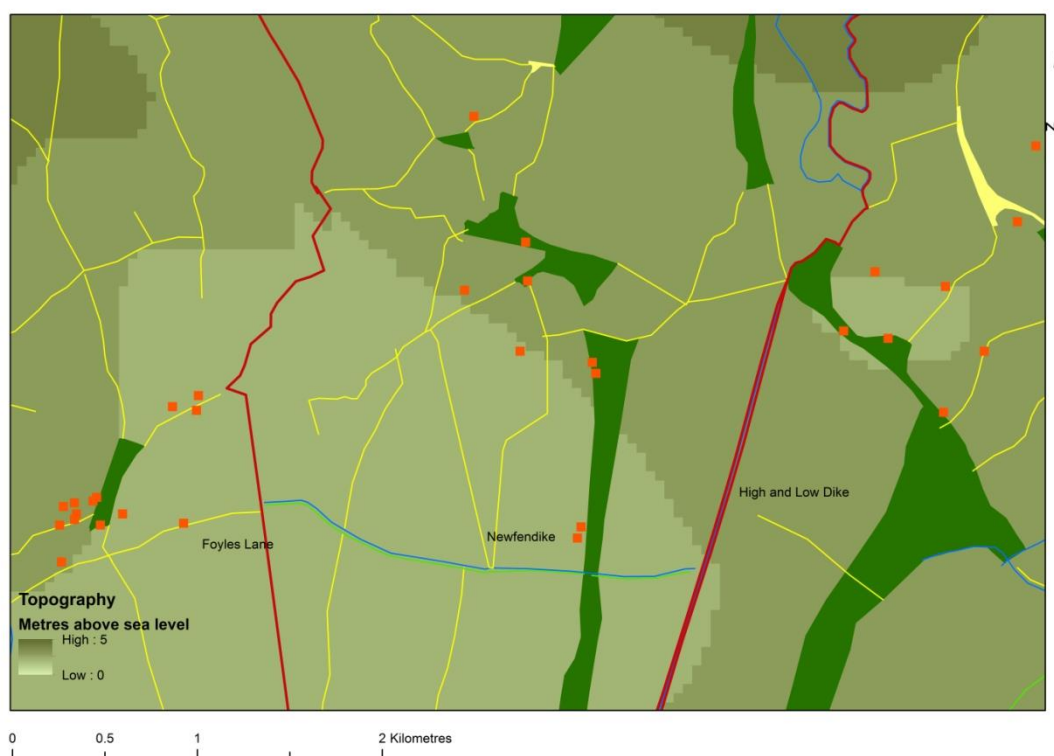 N
High and Low Dike
Newfendike
Foyles Lane
Topography
Metres above sea level
High : 5
Low : 0
0 0.5 1 2 Kilometres